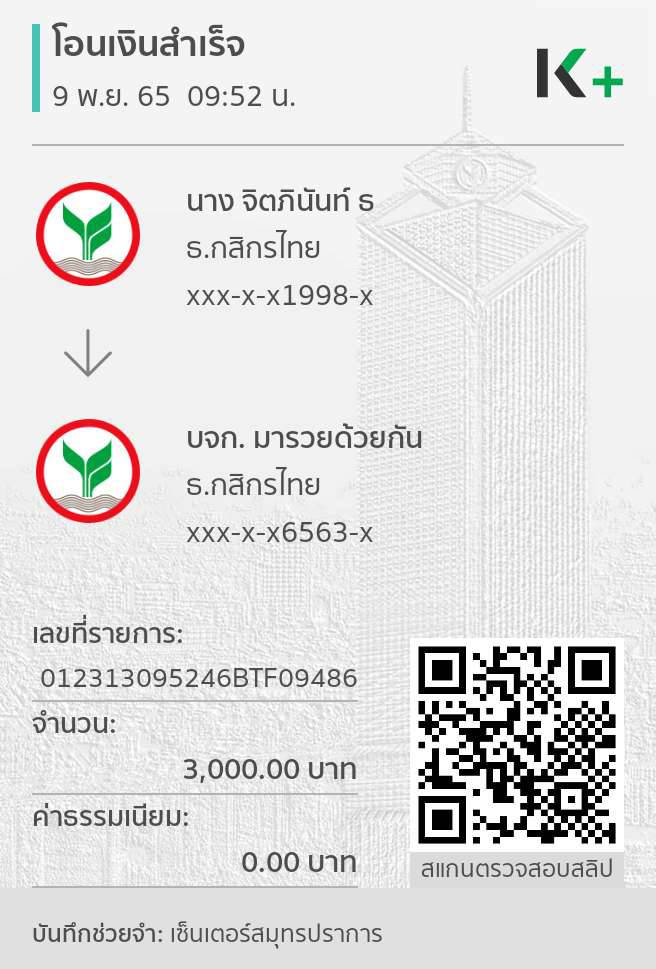 โอนเงินสำเร็จ
9 พ.ย. 65  09:52 น.
K+
นาง จิตภินันท์ ธ
ธ.กสิกรไทย
xxx-x-x1998-x
บจก. มารวยด้วยกัน
ธ.กสิกรไทย
xxx-x-x6563-x
เลขที่รายการ:
012313095246BTF09486
จำนวน:
3,000.00 บาท
ค่าธรรมเนียม:
0.00 บาท
สแกนตรวจสอบสลิป
บันทึกช่วยจำ: เซ็นเตอร์สมุทรปราการ